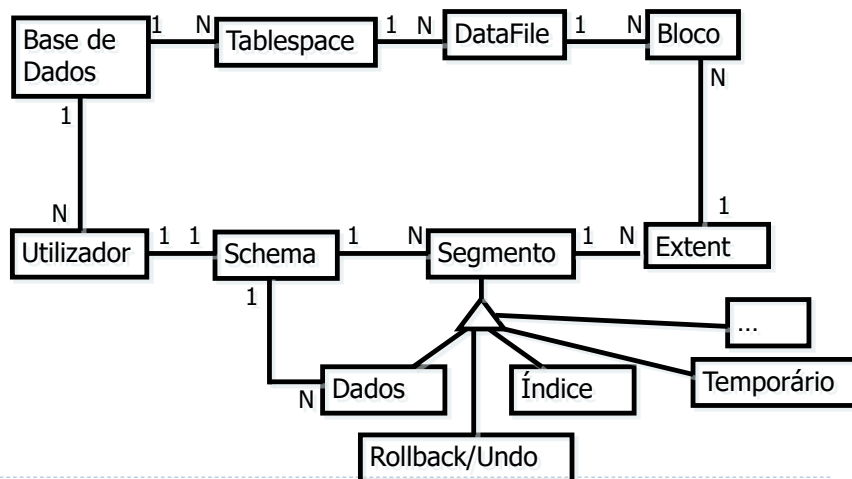 Base de
Dados
1
N
Tablespace
1
N
DataFile
1
N
Bloco
N
1
1
N
Utilizador
1
1
Schema
1
N
Segmento
1
N
Extent
1
N
Dados
Índice
...
Temporário
Rollback/Undo